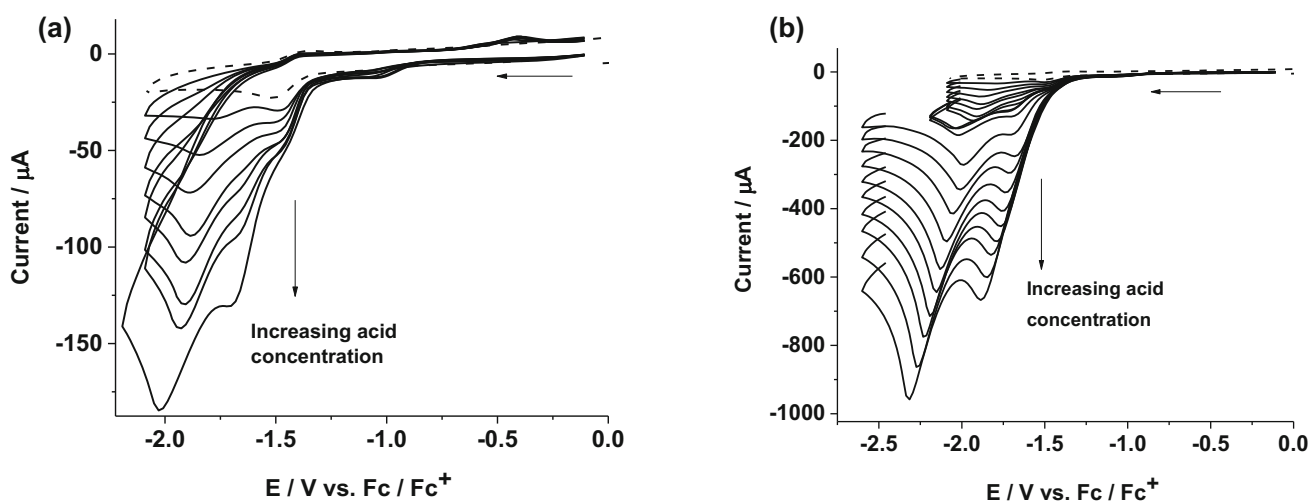 (a)
0
-50
-100
-150
Current / μA
-2.0 -1.5 -1.0 -0.5 0.0
E / V vs. Fc / Fc+
Increasing acid
concentration
(b)
0
-200
-400
-600
-800
-1000
Current / μA
-2.5 -2.0 -1.5 -1.0 -0.5 0.0
E / V vs. Fc / Fc+
Increasing acid
concentration